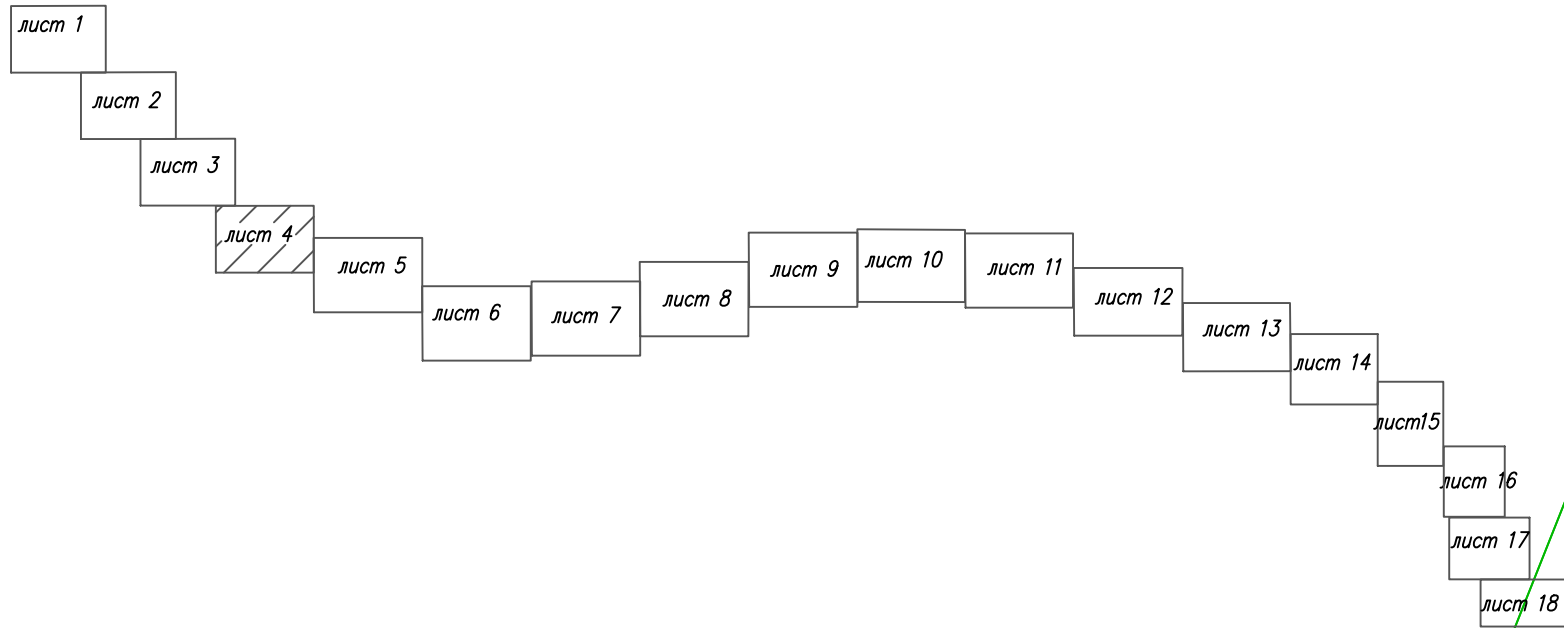 лист 1
лист 2
лист 3
лист 4
лист 5
лист 6
лист 7
лист 8
лист 9
лист 10
лист 11
лист 12
лист 13
лист 14
лист15
лист 16
лист 17
лист 18